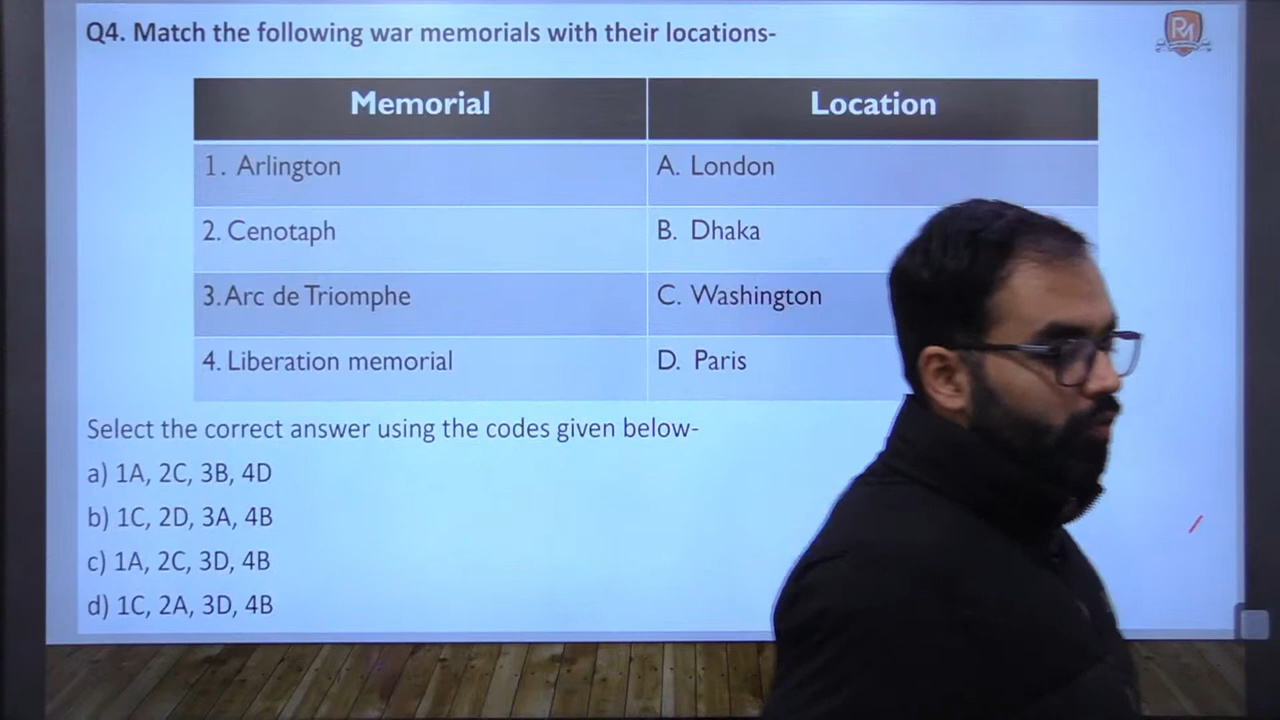 Q4. Match the following war memorials with their locations-
RM
Memorial Location
1. Arlington A. London
2. Cenotaph B. Dhaka
3. Arc de Triomphe C. Washington
4. Liberation memorial D. Paris
Select the correct answer using the codes given below-
a) 1A, 2C, 3B, 4D
b) 1C, 2D, 3A, 4B
c) 1A, 2C, 3D, 4B
d) 1C, 2A, 3D, 4B